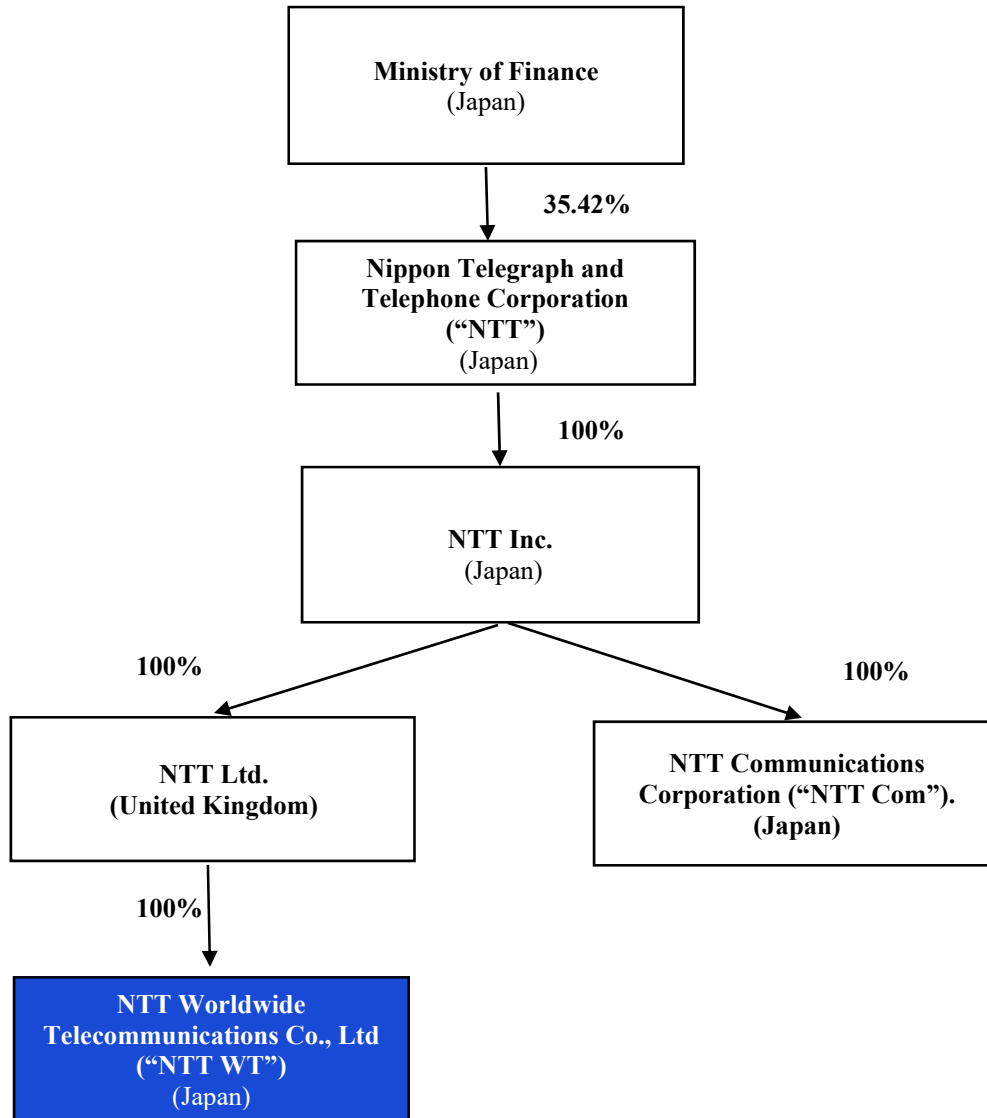 Ministry of Finance
(Japan)
35.42%
Nippon Telegraph and
Telephone Corporation
(“NTT”)
(Japan)
100%
NTT Inc.
(Japan)
100%
100%
NTT Ltd.
(United Kingdom)
NTT Communications
Corporation (“NTT Com”).
(Japan)
100%
NTT Worldwide
Telecommunications Co., Ltd
(“NTT WT”)
(Japan)